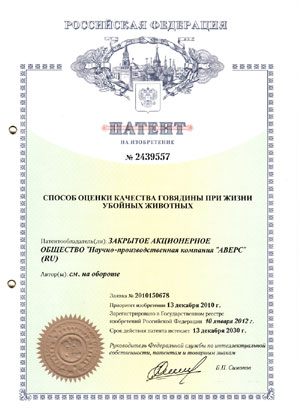 РОССИЙСКАЯ ФЕДЕРАЦИЯ
ПАТЕНТ
НА ИЗОБРЕТЕНИЕ
№ 2439557
СПОСОБ ОЦЕНКИ КАЧЕСТВА ГОВЯДИНЫ ПРИ ЖИЗНИ
УБОЙНЫХ ЖИВОТНЫХ
Патентообладатель(ли): ЗАКРЫТОЕ АКЦИОНЕРНОЕ
ОБЩЕСТВО "Научно-производственная компания "АВЕРС"
(RU)
Автор(ы): см. на обороте
Заявка № 2010150678
Приоритет изобретения 13 декабря 2010 г.
Зарегистрировано в Государственном реестре
изобретений Российской Федерации 10 января 2012 г.
Срок действия патента истекает 13 декабря 2030 г.
Руководитель Федеральной службы по интеллектуальной
собственности, патентам и товарным знакам
Б.П. Симонов